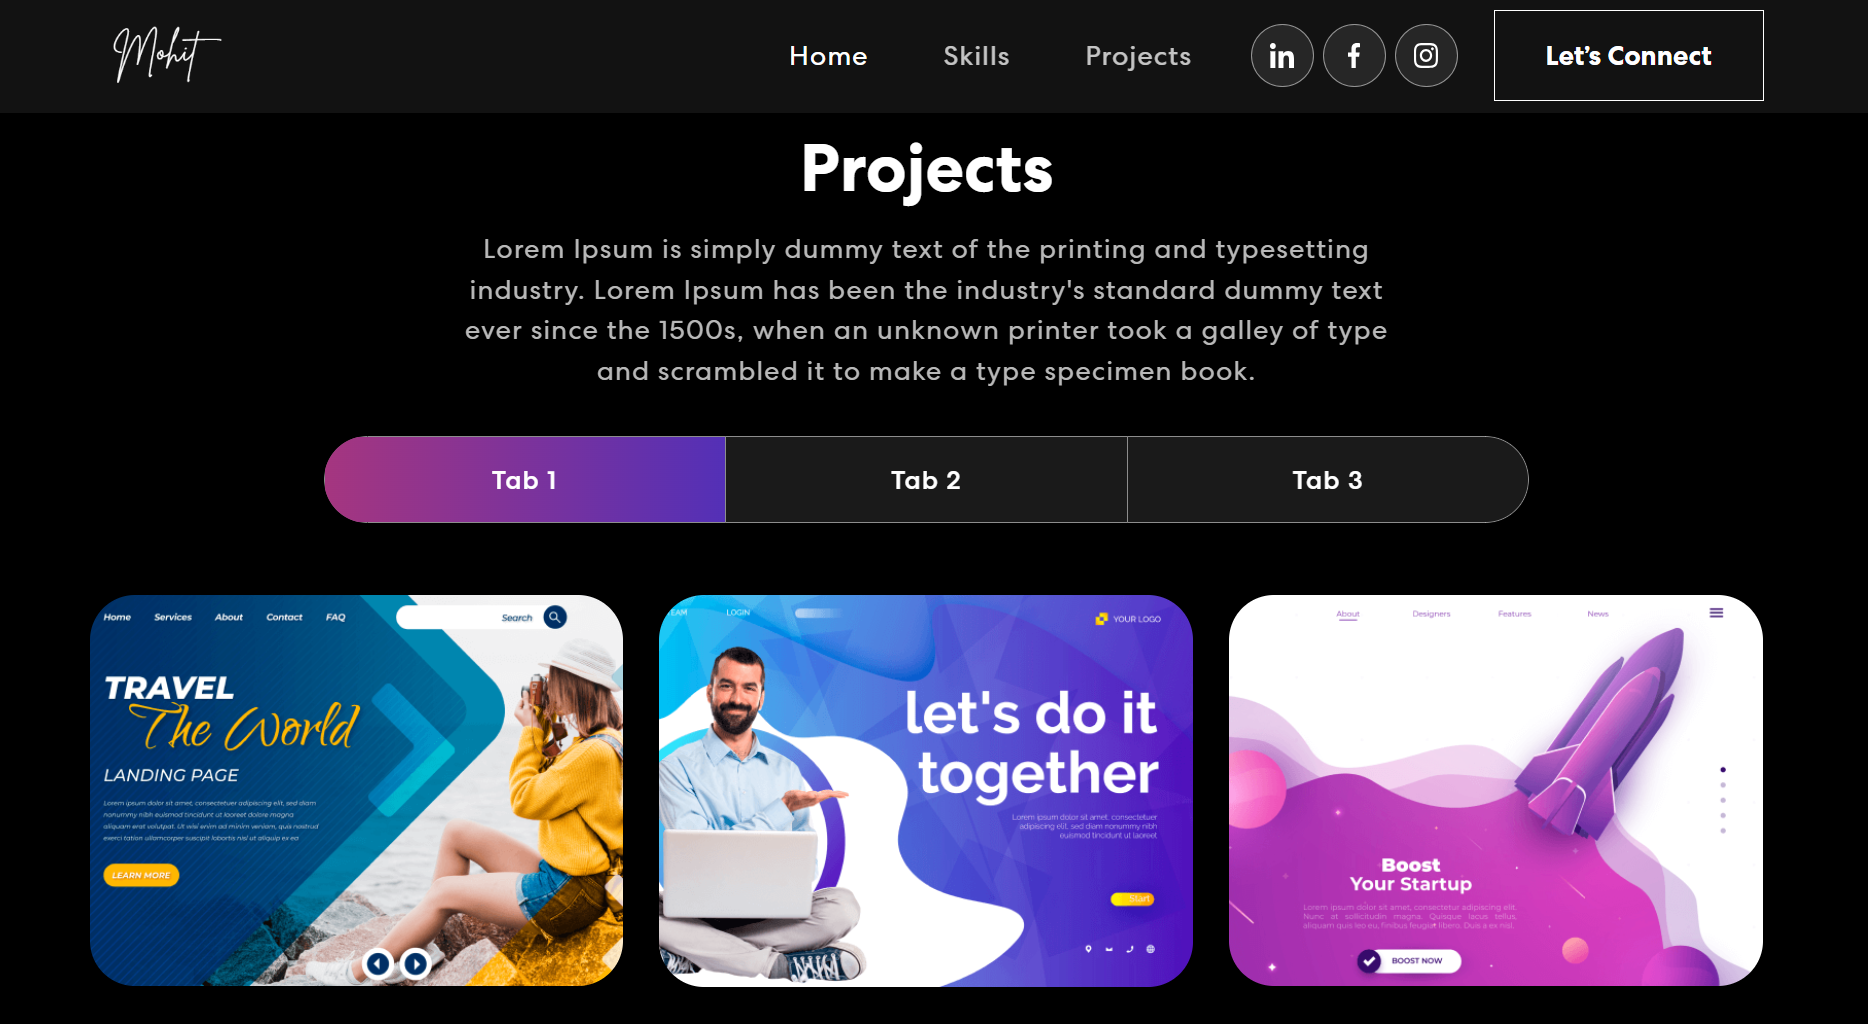 Mohit
Home
Skills
Projects
Let's Connect
Projects
Lorem Ipsum is simply dummy text of the printing and typesetting
industry. Lorem Ipsum has been the industry's standard dummy text
ever since the 1500s, when an unknown printer took a galley of type
and scrambled it to make a type specimen book.
Tab 1
Tab 2
Tab 3
Home
Services
About
Contact
FAQ
Search
TRAVEL
The World
LANDING PAGE
Lorem ipsum dolor sit amet, consectetuer adipiscing elit, sed diam
nonummy nibh euismod tincidunt ut laoreet dolore magna
aliquam erat volutpat. Ut wisi enim ad minim veniam, quis nostrud
exerci tation ullamcorper suscipit lobortis nisl ut aliquip ex ea
LEARN MORE
EAM
LOGIN
YOUR LOGO
let's do it
together
Lorem ipsum dolor sit amet, consectetuer
adipiscing elit, sed diam nonummy nibh
euismod tincidunt ut laoreet
Start
About
Designers
Features
News
Boost
Your Startup
Lorem ipsum dolor sit amet, consectetur adipiscing elit.
Nunc at sollicitudin magna. Quisque lacus tellus,
aliquam quis leo eu, finibus feugiat libero. Duis a ex nisl.
BOOST NOW